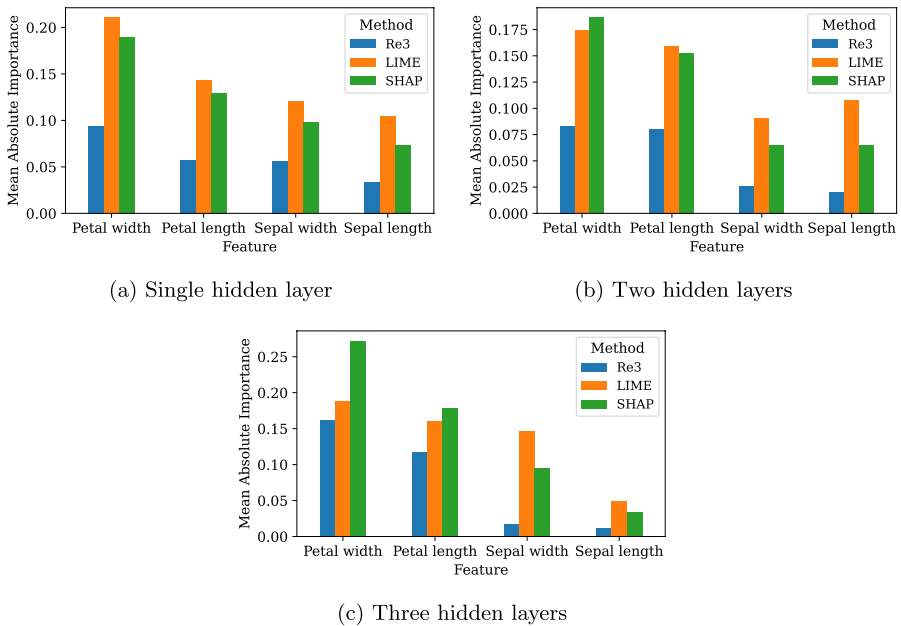 Mean Absolute Importance
0.20
0.15
0.10
0.05
0.00
Method
Re3
LIME
SHAP
Petal width Petal length Sepal width Sepal length
Feature
(a) Single hidden layer
Mean Absolute Importance
0.175
0.150
0.125
0.100
0.075
0.050
0.025
0.000
Method
Re3
LIME
SHAP
Petal width Petal length Sepal width Sepal length
Feature
(b) Two hidden layers
Mean Absolute Importance
0.25
0.20
0.15
0.10
0.05
0.00
Method
Re3
LIME
SHAP
Petal width Petal length Sepal width Sepal length
Feature
(c) Three hidden layers